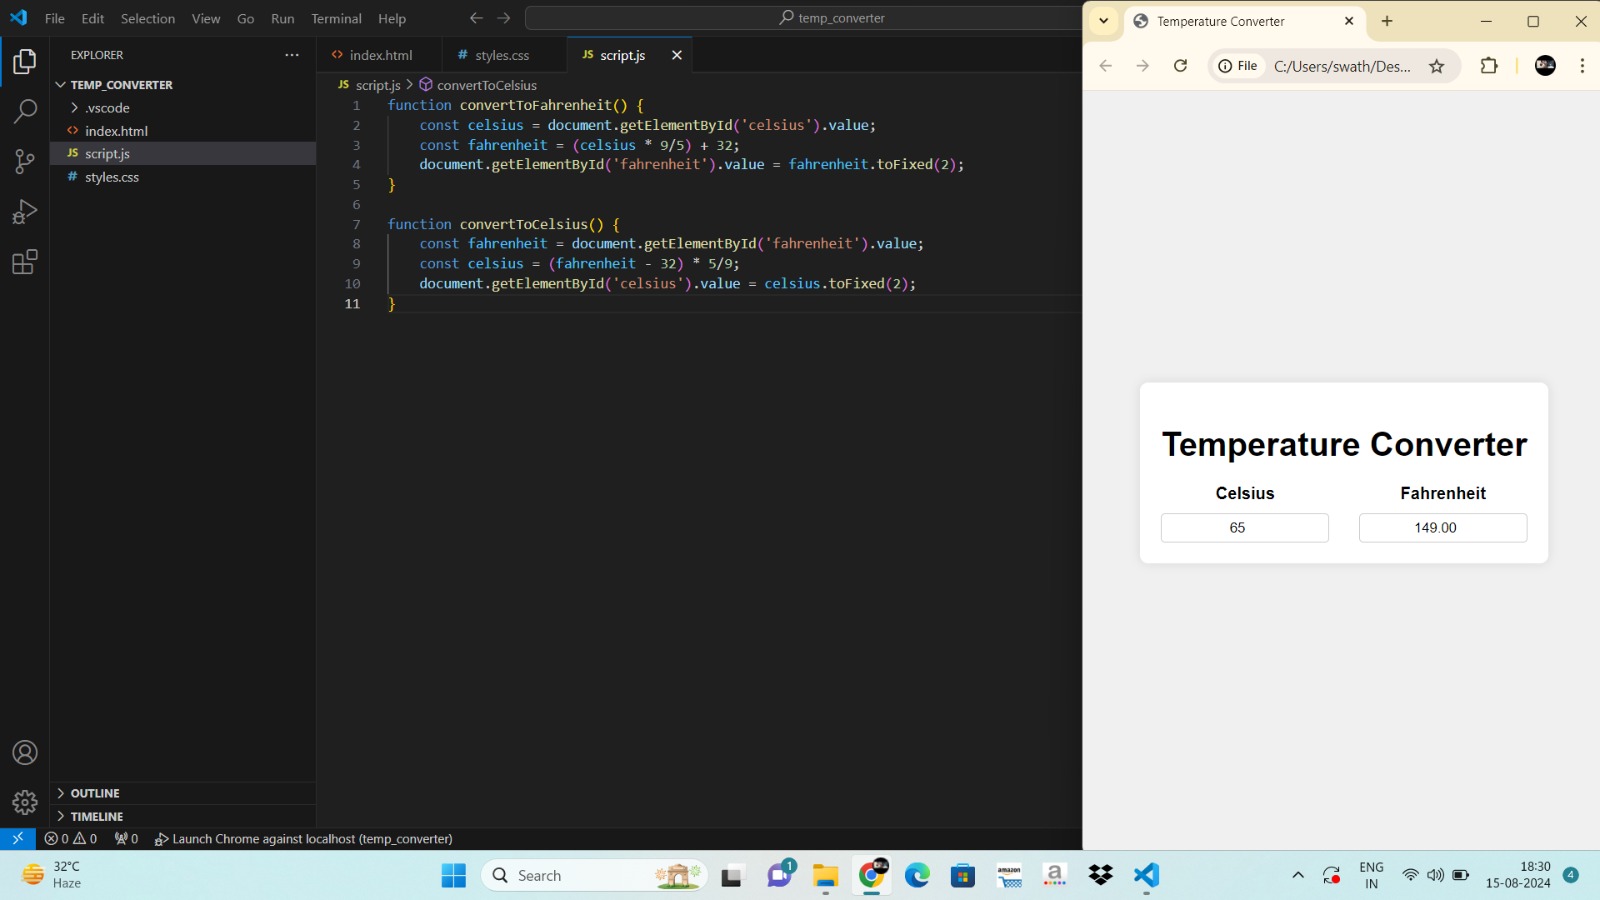 File Edit Selection View Go Run Terminal Help
temp_converter
EXPLORER
TEMP_CONVERTER
.vscode
index.html
JS script.js
# styles.css
OUTLINE
TIMELINE
index.html
# styles.css
JS script.js
JS script.js > convertToCelsius
1 function convertToFahrenheit() {
2 const celsius = document.getElementById('celsius').value;
3 const fahrenheit = (celsius * 9/5) + 32;
4 document.getElementById('fahrenheit').value = fahrenheit.toFixed(2);
5 }
6
7 function convertToCelsius() {
8 const fahrenheit = document.getElementById('fahrenheit').value;
9 const celsius = (fahrenheit - 32) * 5/9;
10 document.getElementById('celsius').value = celsius.toFixed(2);
11 }
0 0 0 Launch Chrome against localhost (temp_converter)
Temperature Converter
File C:/Users/swath/Des...
Temperature Converter
Celsius Fahrenheit
65 149.00
32°C
Haze
Search
1
amazon
a
ENG
IN
18:30
15-08-2024
4